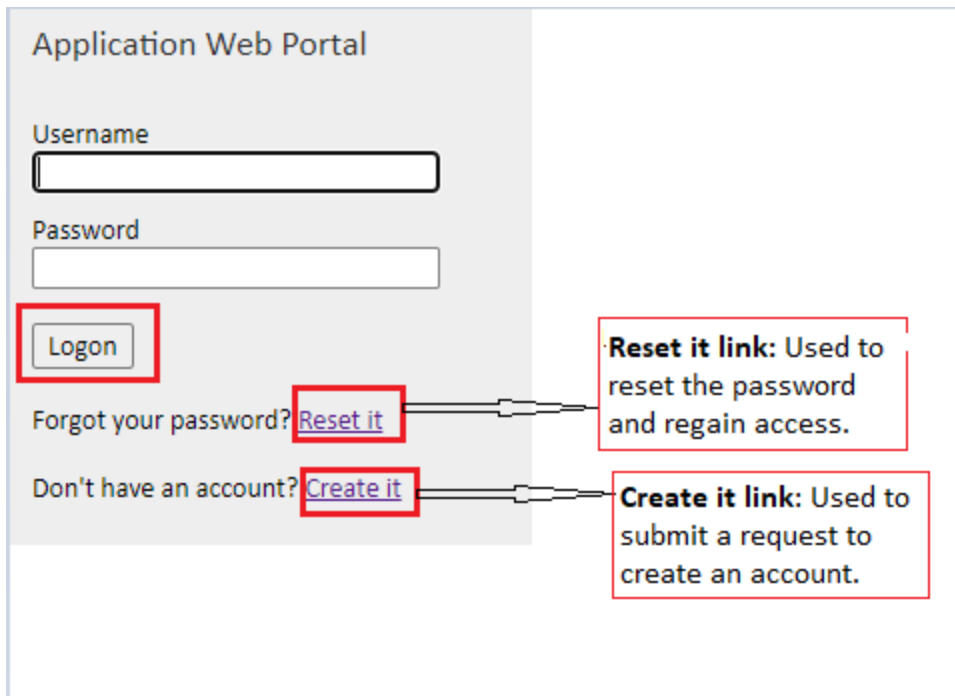 Application Web Portal
Username
Password
Logon
Forgot your password? Reset it
Don't have an account? Create it
Reset it link: Used to
reset the password
and regain access.
Create it link: Used to
submit a request to
create an account.